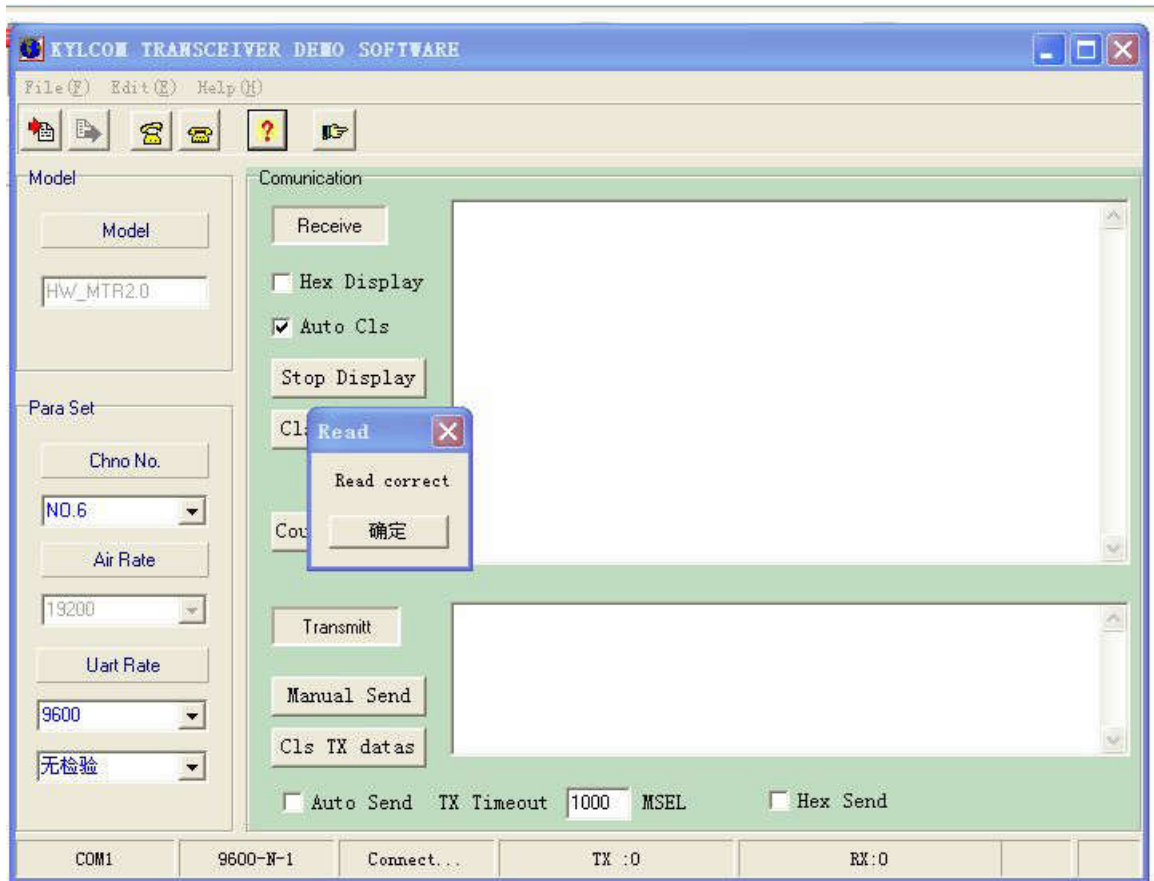 KYLCOM TRANSCEIVER DEMO SOFTWARE
File(F) Edit(E) Help(H)
?
Model
Model
HW_MTR2.0
Para Set
Chno No.
NO.6
Air Rate
19200
Uart Rate
9600
无检验
Comunication
Receive
Hex Display
Auto Cls
Stop Display
Read
Read correct
确定
Cou
Transmitt
Manual Send
Cls TX datas
Auto Send TX Timeout 1000 MSEL Hex Send
COM1 9600-N-1 Connect... TX :0 RX:0